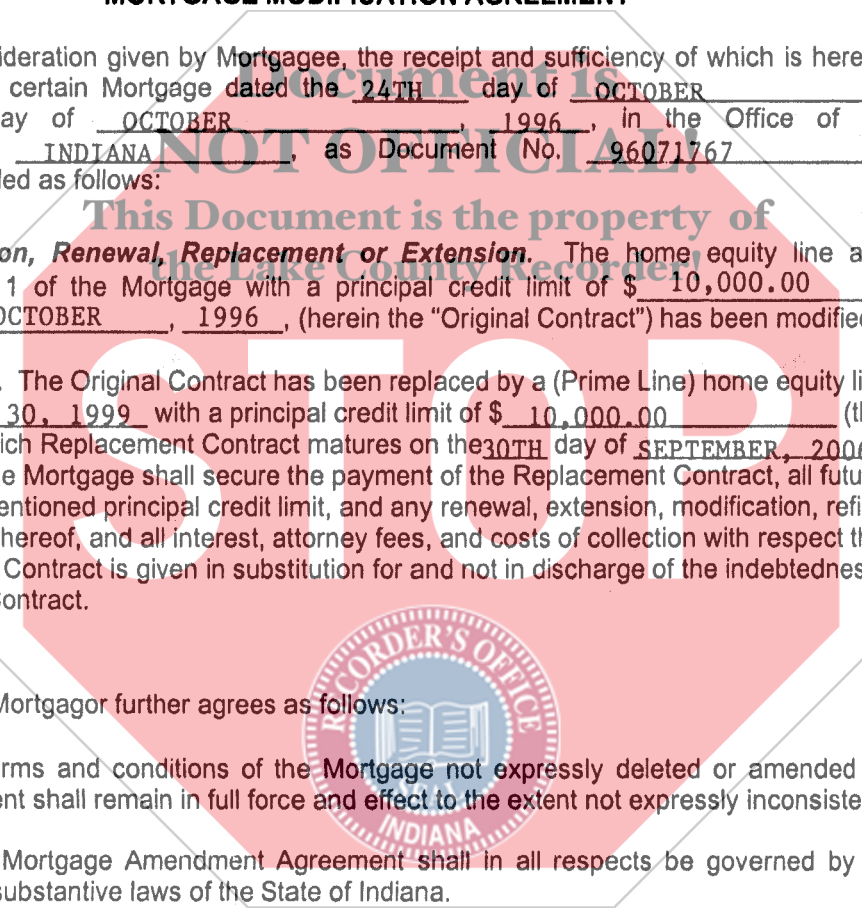 MORTGAGE MODIFICATION AGREEMENT
ideration given by Mortgagee, the receipt and sufficiency of which is here
certain Mortgage dated the 24TH day of OCTOBER
ay of OCTOBER, 1996, in the Office of
INDIANA, as Document No. 96071767
led as follows:
on, Renewal, Replacement or Extension. The home equity line a
1 of the Mortgage with a principal credit limit of $ 10,000.00
OCTOBER, 1996, (herein the "Original Contract") has been modified
. The Original Contract has been replaced by a (Prime Line) home equity li
30, 1999 with a principal credit limit of $ 10,000.00 (th
ich Replacement Contract matures on the 30TH day of SEPTEMBER, 2006
e Mortgage shall secure the payment of the Replacement Contract, all futur
entioned principal credit limit, and any renewal, extension, modification, refi
hereof, and all interest, attorney fees, and costs of collection with respect th
Contract is given in substitution for and not in discharge of the indebtednes
Contract.
Mortgagor further agrees as follows:
rms and conditions of the Mortgage not expressly deleted or amended
ent shall remain in full force and effect to the extent not expressly inconsiste
Mortgage Amendment Agreement shall in all respects be governed by
substantive laws of the State of Indiana.
Document is
NOT OFFICIAL!
This Document is the property of
the Lake County Recorder!
STOP
RECORDER'S OFFICE
SEAL
INDIANA